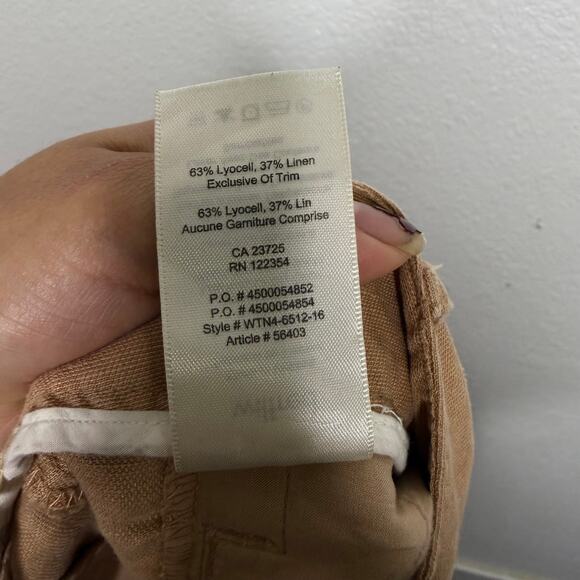 63% Lyocell, 37% Linen
Exclusive Of Trim
63% Lyocell, 37% Lin
Aucune Garniture Comprise
CA 23725
RN 122354
P.O. # 4500054852
P.O. # 4500054854
Style # WTN4-6512-16
Article # 56403